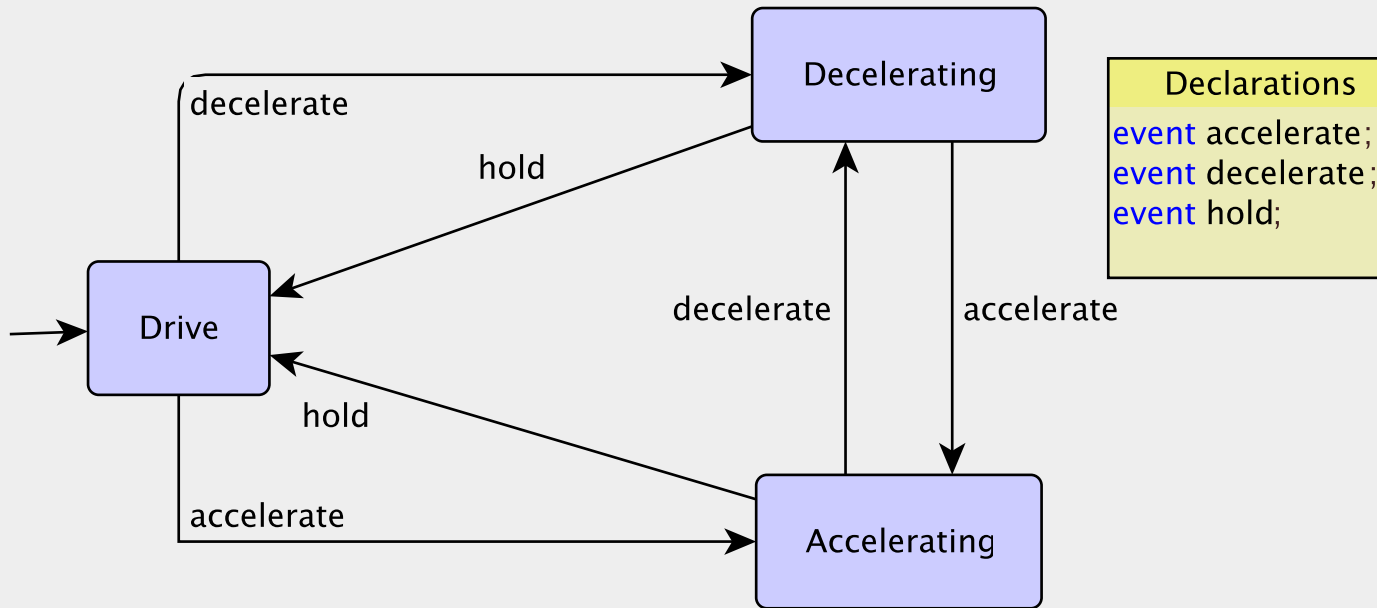 Decelerating
Declarations
decelerate
event accelerate;
event decelerate;
event hold;
hold
Drive
decelerate
accelerate
hold
accelerate
Accelerating